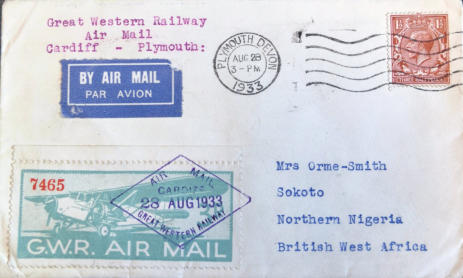 Great Western Railway
Air Mail
Cardiff - Plymouth:
BY AIR MAIL
PAR AVION
PLYMOUTH DEVON
AUG 28
3 - PM
1933
7465
AIR MAIL
CARDIFF
28 AUG 1933
GREAT WESTERN RAILWAY
G.W.R. AIR MAIL
Mrs Orme-Smith
Sokoto
Northern Nigeria
British West Africa